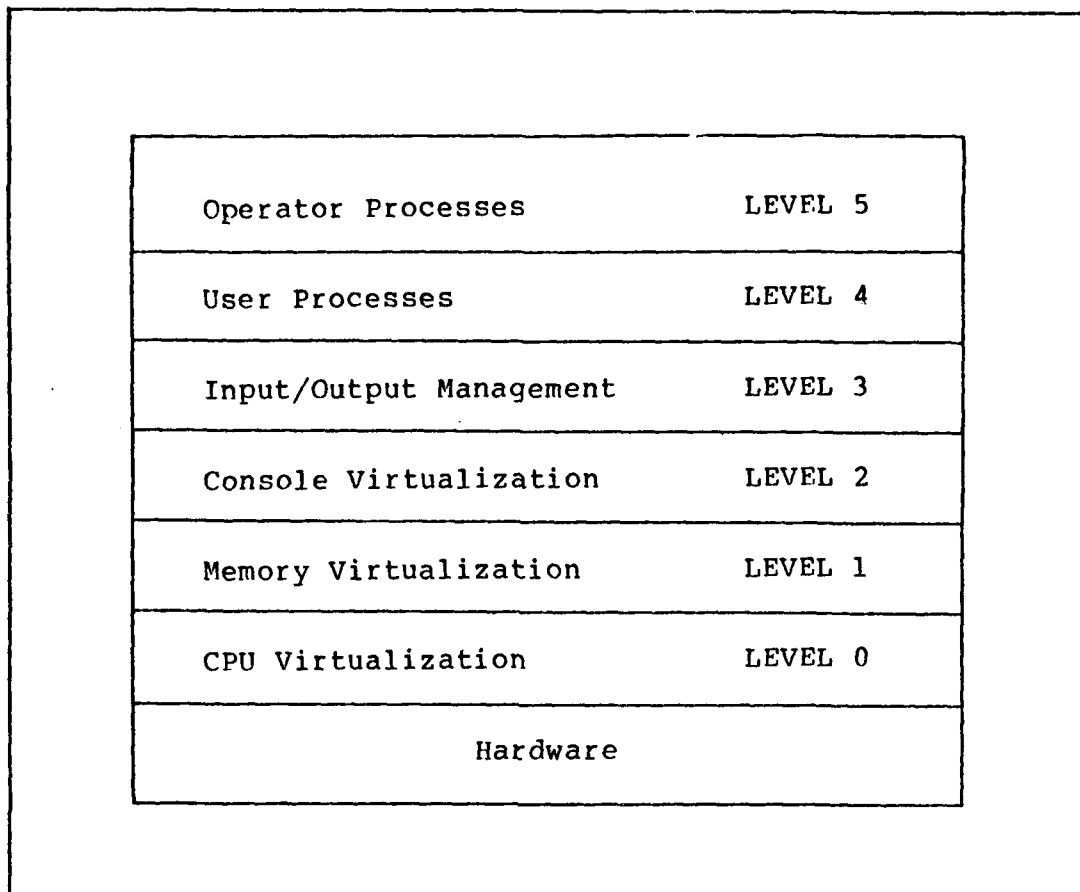 Operator Processes LEVEL 5
User Processes LEVEL 4
Input/Output Management LEVEL 3
Console Virtualization LEVEL 2
Memory Virtualization LEVEL 1
CPU Virtualization LEVEL 0
Hardware